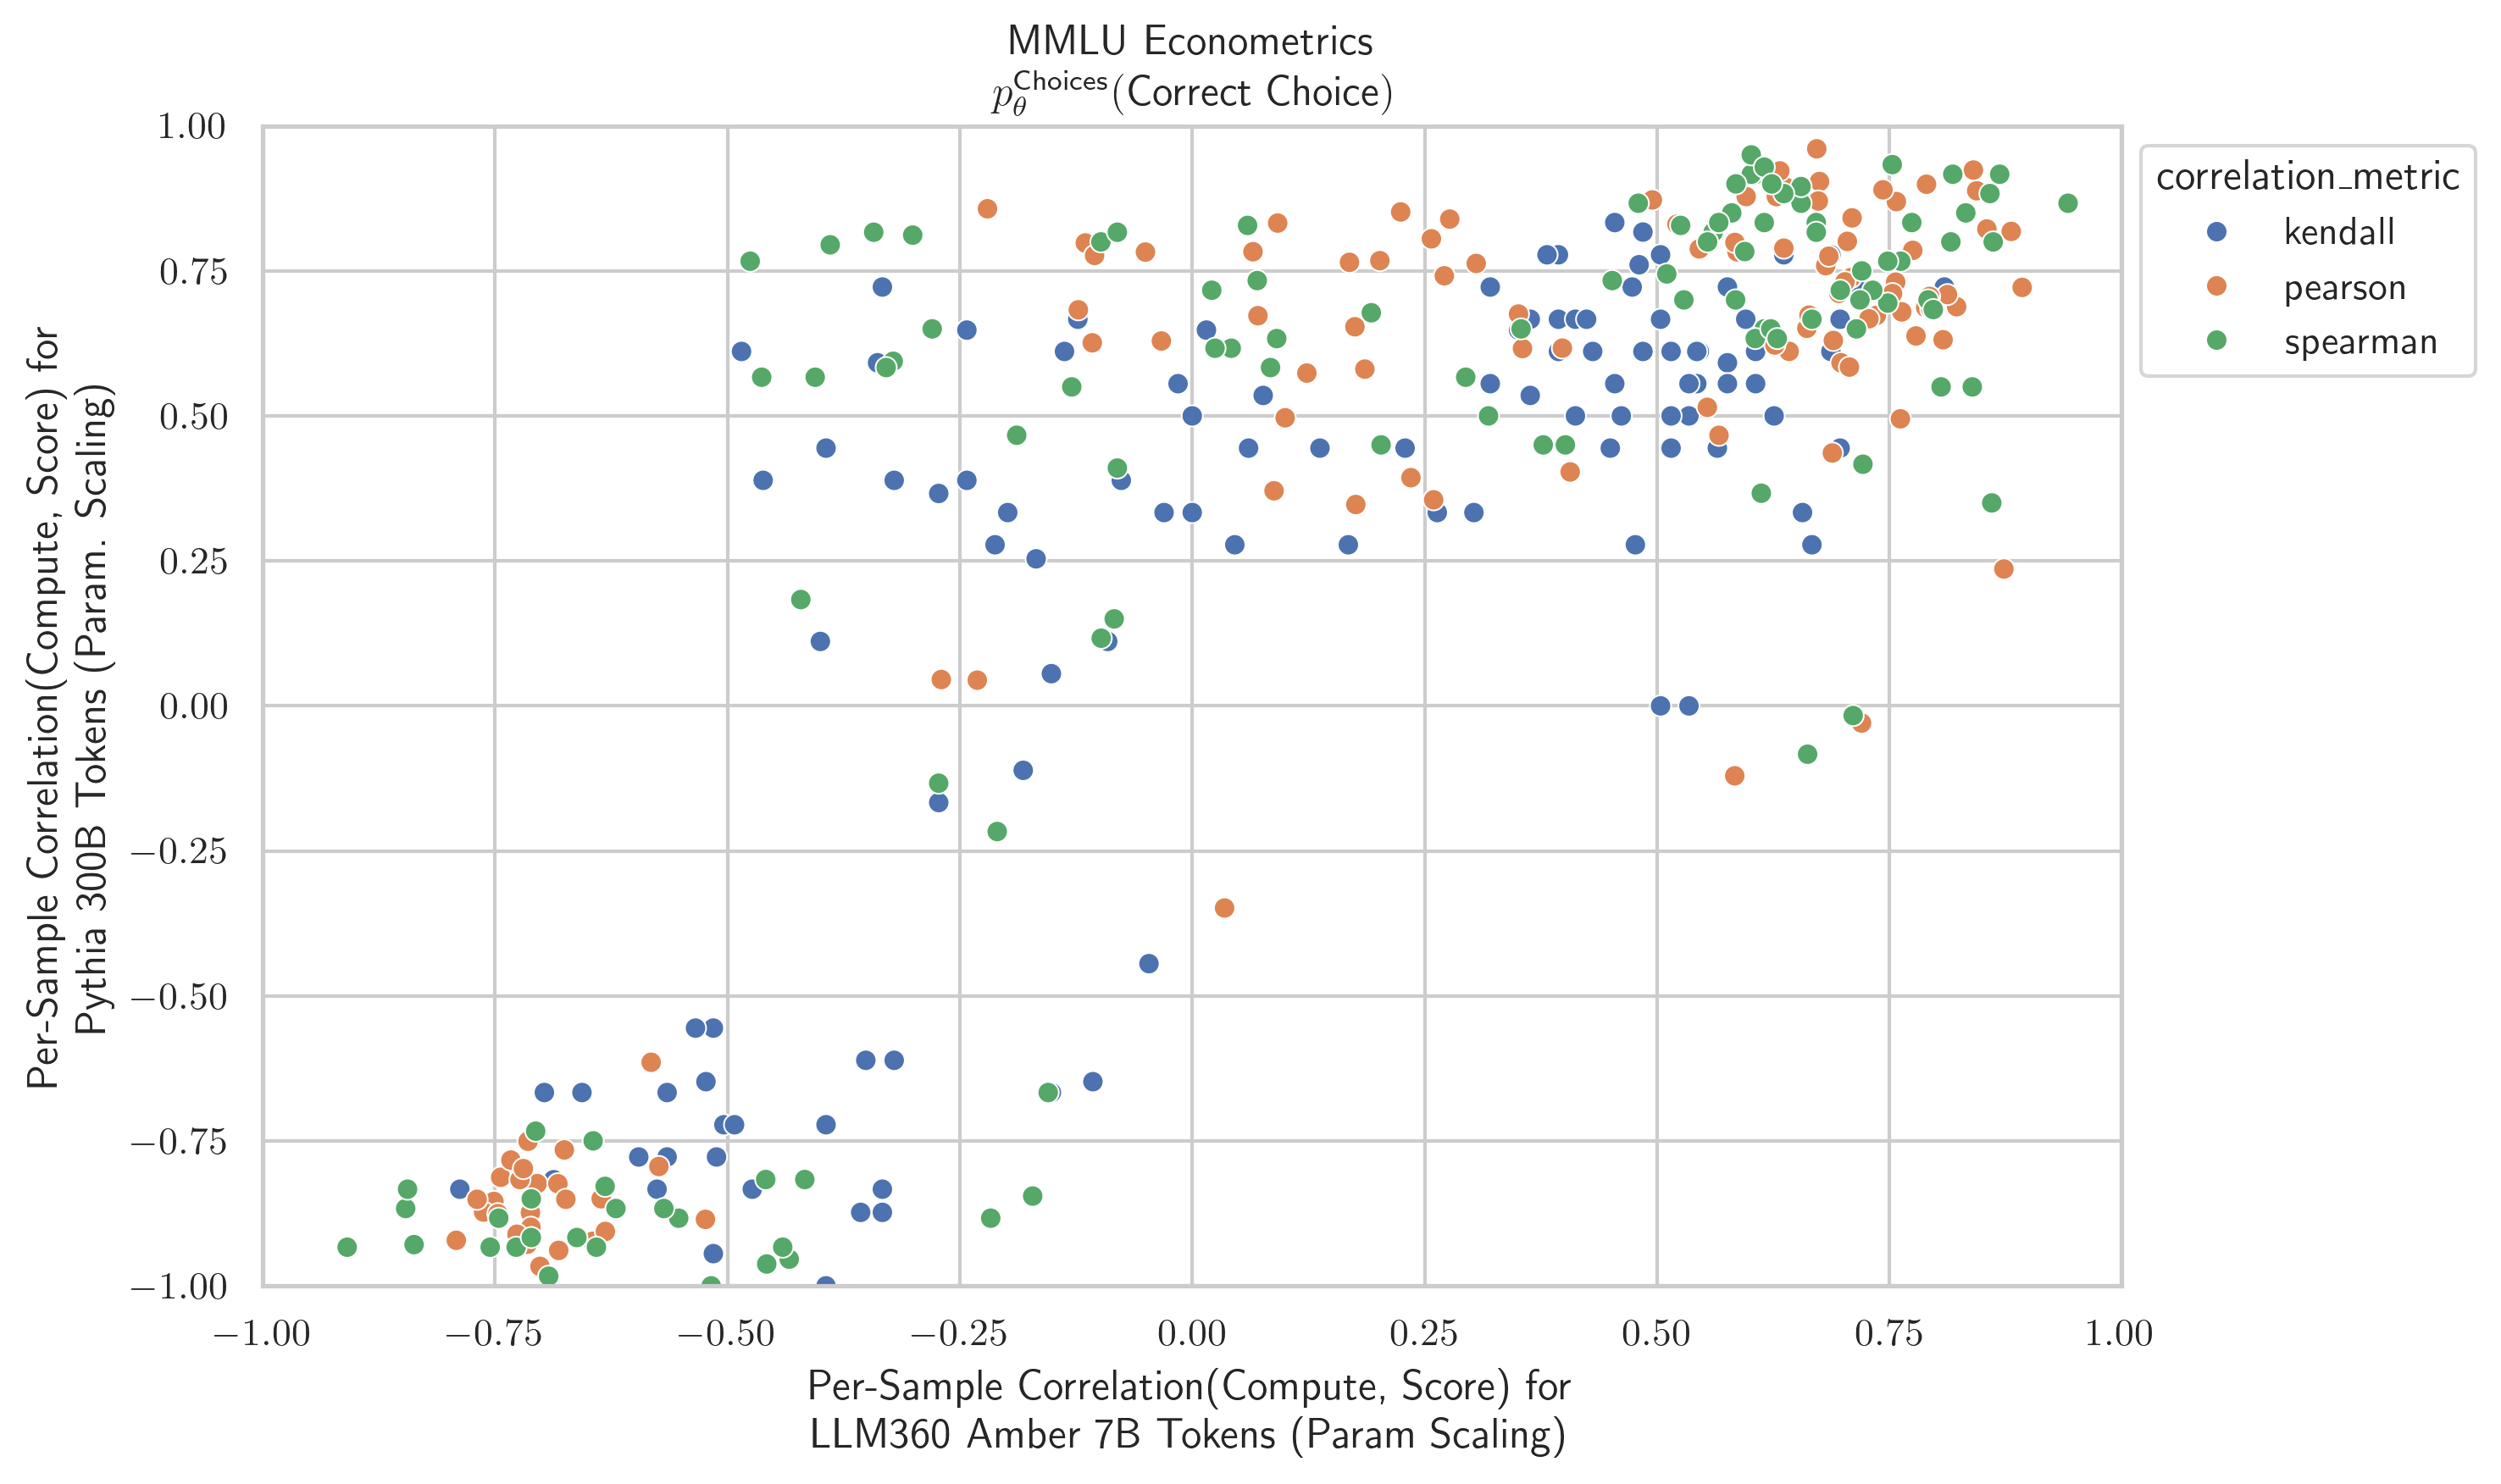 MMLU Econometrics
p_θ^Choices(Correct Choice)
Per-Sample Correlation(Compute, Score) for
Pythia 300B Tokens (Param. Scaling)
1.00
0.75
0.50
0.25
0.00
−0.25
−0.50
−0.75
−1.00
−1.00 −0.75 −0.50 −0.25 0.00 0.25 0.50 0.75 1.00
Per-Sample Correlation(Compute, Score) for
LLM360 Amber 7B Tokens (Param Scaling)
correlation_metric
kendall
pearson
spearman